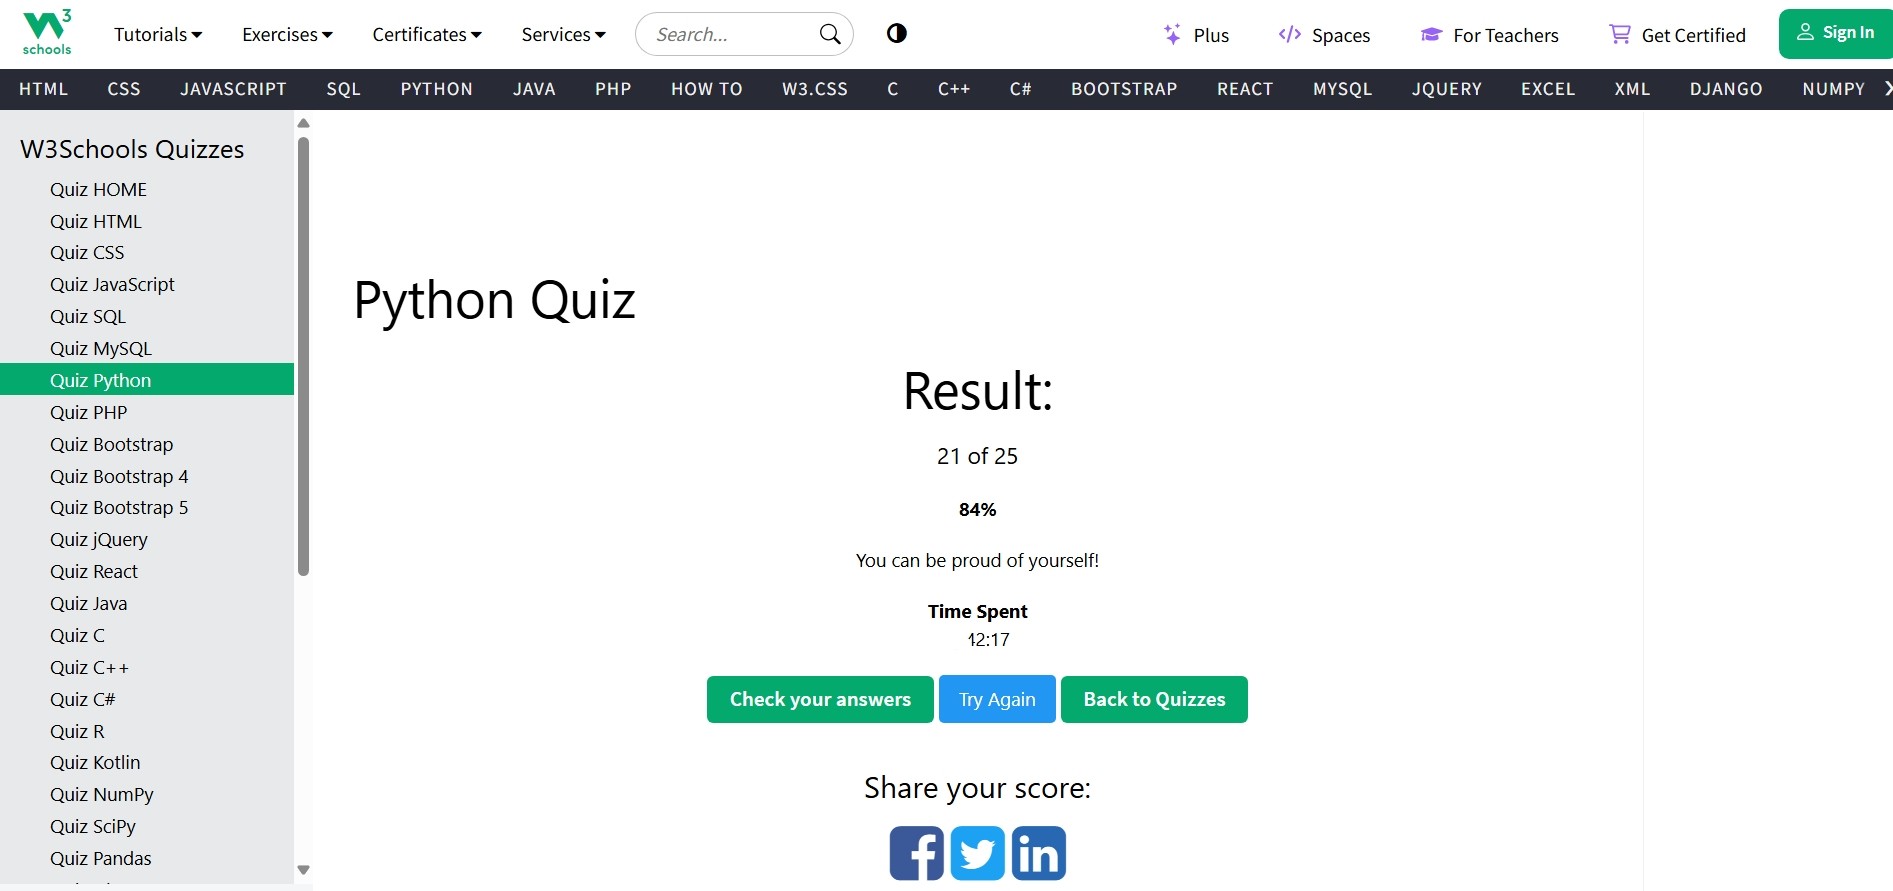 W3 schools
Tutorials Exercises Certificates Services Search... Plus Spaces For Teachers Get Certified Sign In
HTML CSS JAVASCRIPT SQL PYTHON JAVA PHP HOW TO W3.CSS C C++ C# BOOTSTRAP REACT MYSQL JQUERY EXCEL XML DJANGO NUMPY
W3Schools Quizzes
Quiz HOME
Quiz HTML
Quiz CSS
Quiz JavaScript
Quiz SQL
Quiz MySQL
Quiz Python
Quiz PHP
Quiz Bootstrap
Quiz Bootstrap 4
Quiz Bootstrap 5
Quiz jQuery
Quiz React
Quiz Java
Quiz C
Quiz C++
Quiz C#
Quiz R
Quiz Kotlin
Quiz NumPy
Quiz SciPy
Quiz Pandas
Python Quiz
Result:
21 of 25
84%
You can be proud of yourself!
Time Spent
42:17
Check your answers Try Again Back to Quizzes
Share your score: